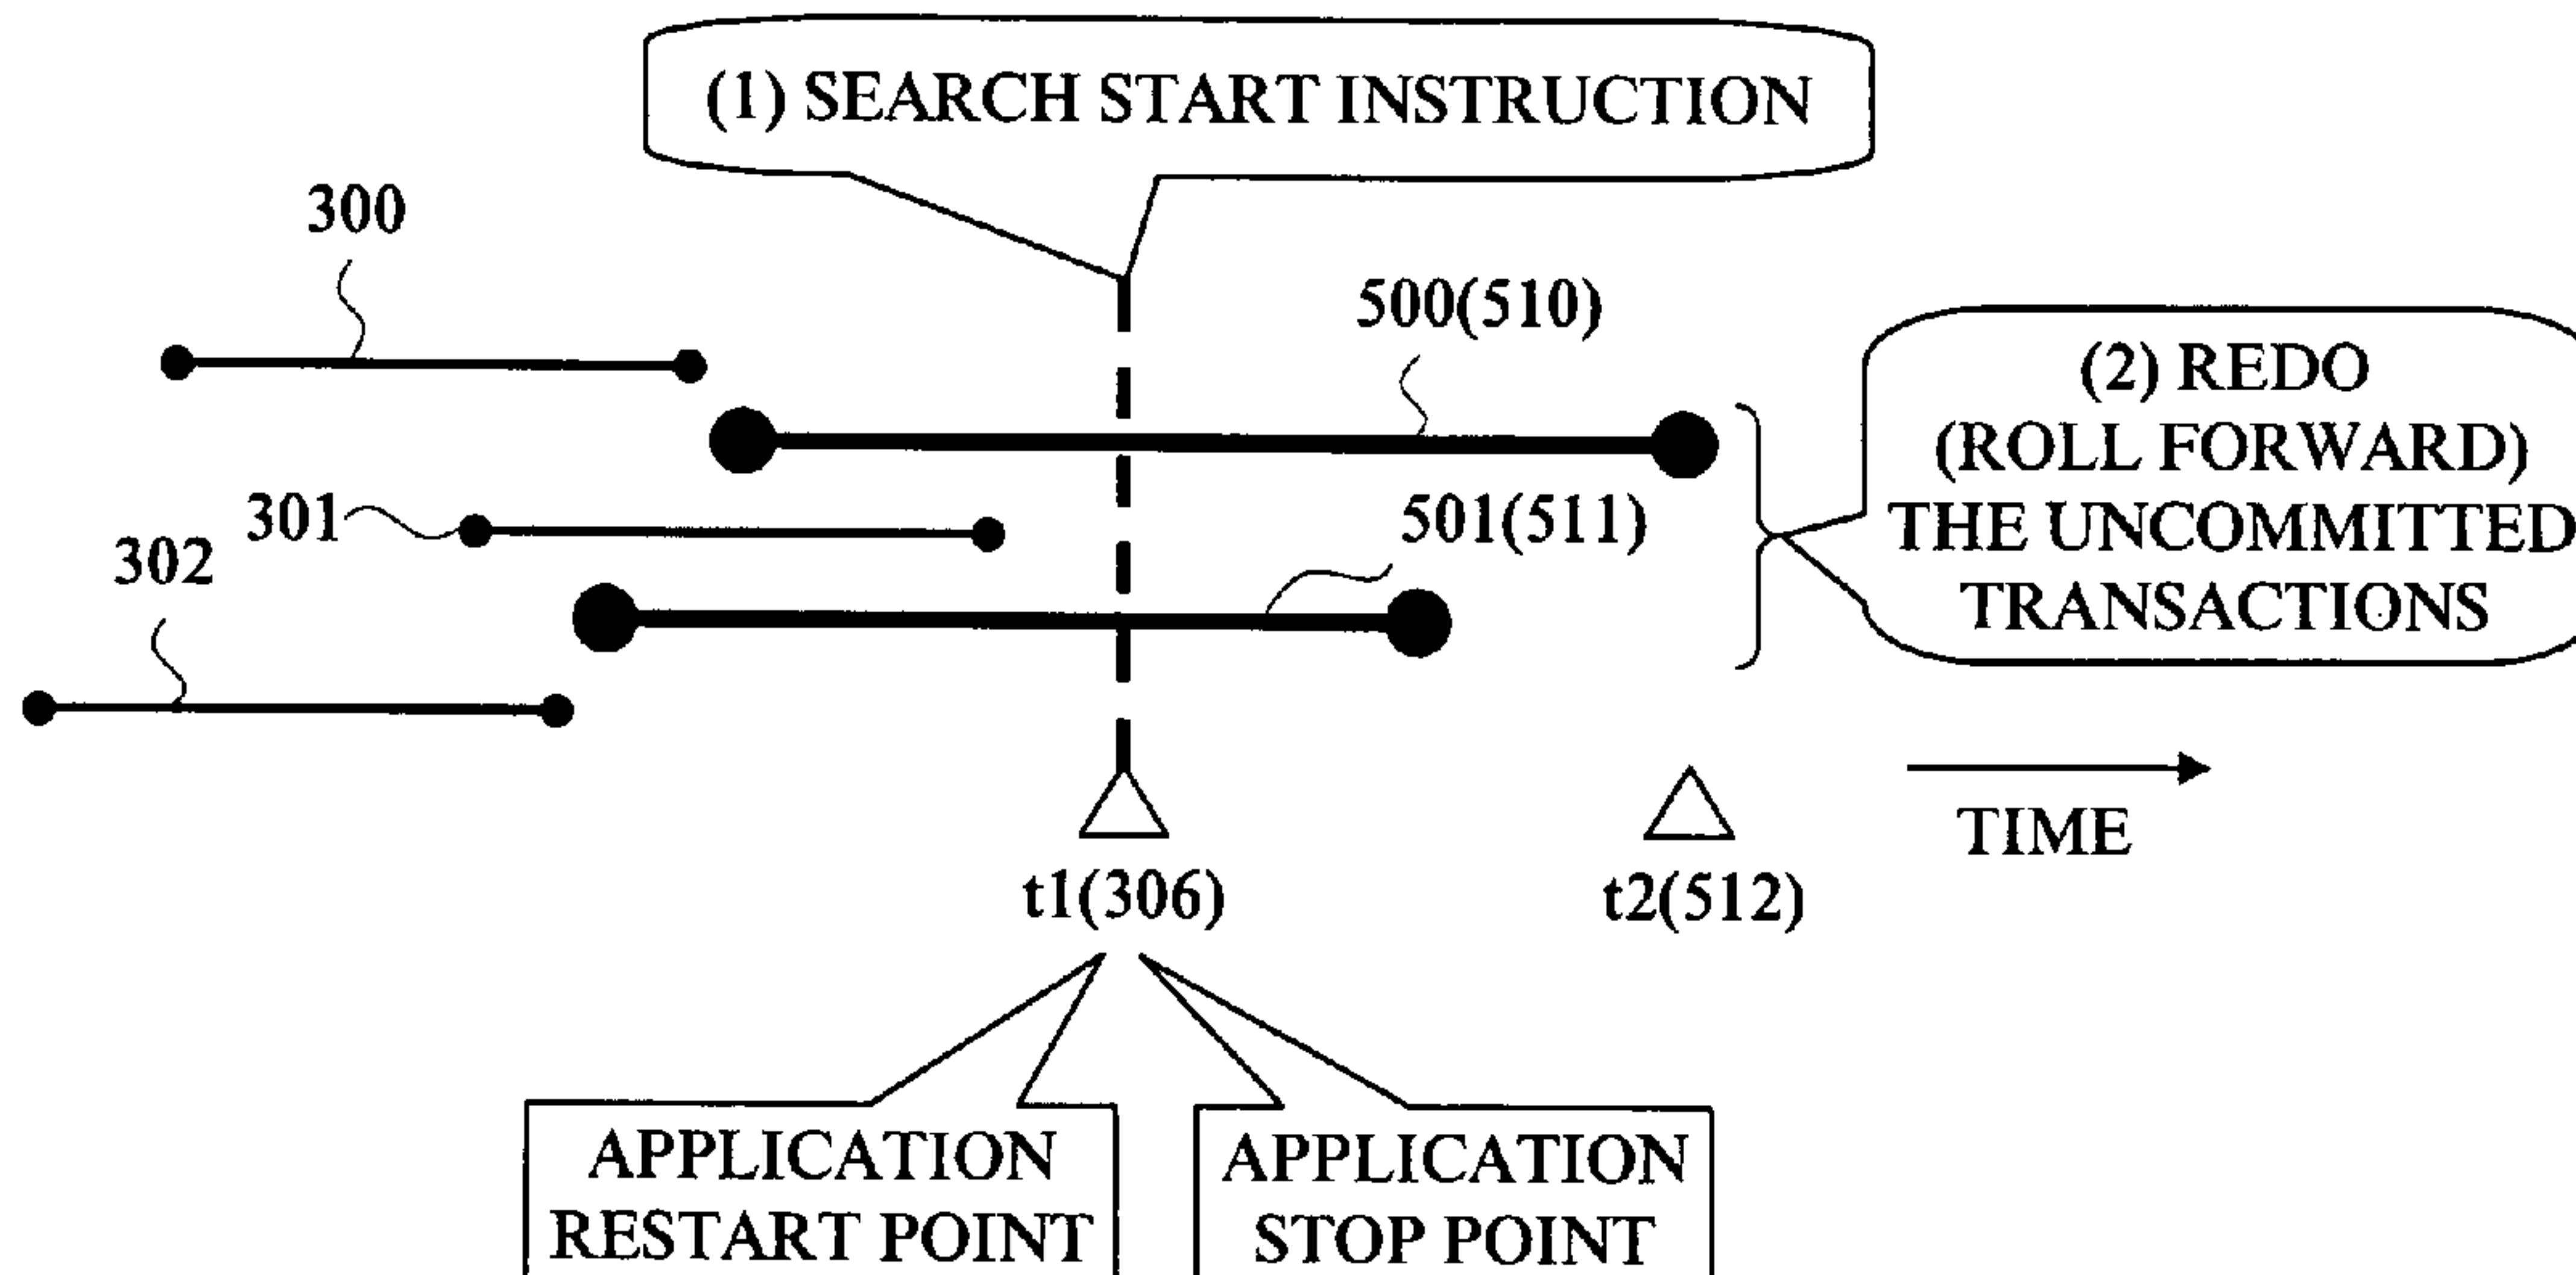 (1) SEARCH START INSTRUCTION
300
500(510)
(2) REDO
(ROLL FORWARD)
THE UNCOMMITTED
TRANSACTIONS
301
501(511)
302
TIME
t1(306)
t2(512)
APPLICATION
RESTART POINT
APPLICATION
STOP POINT